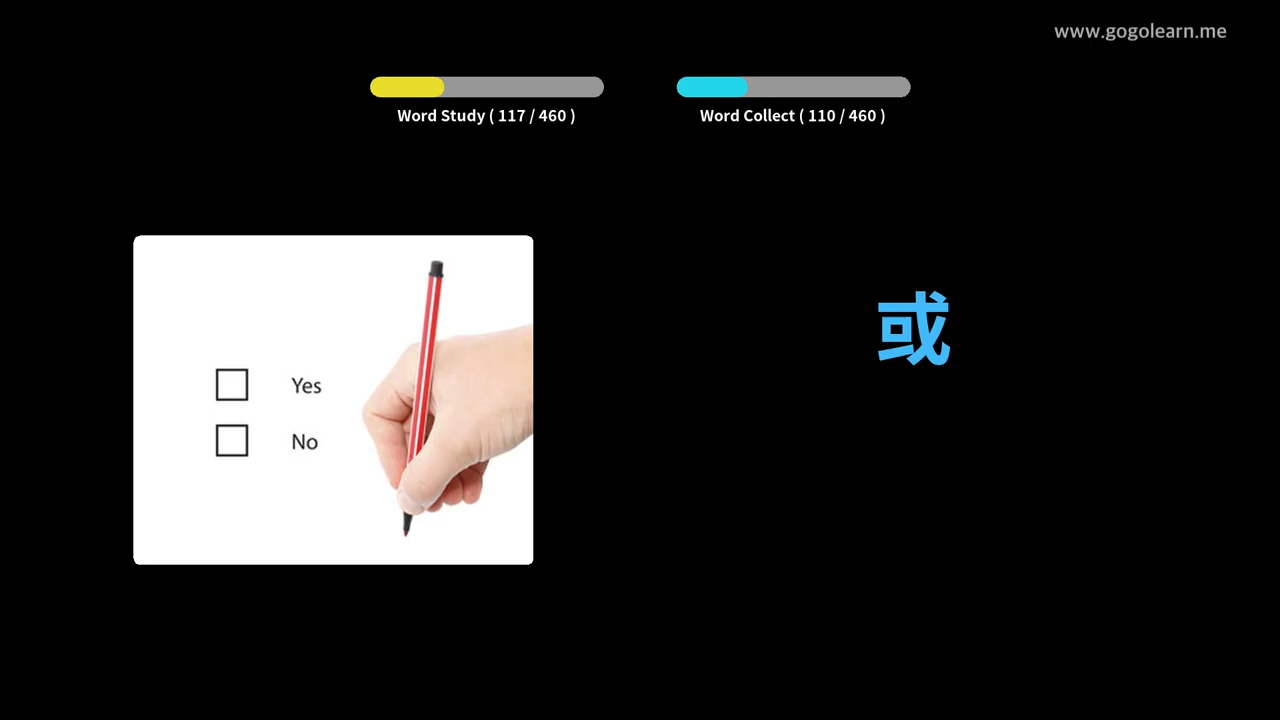 www.gogolearn.me
Word Study ( 117 / 460 )
Word Collect ( 110 / 460 )
Yes
No
或